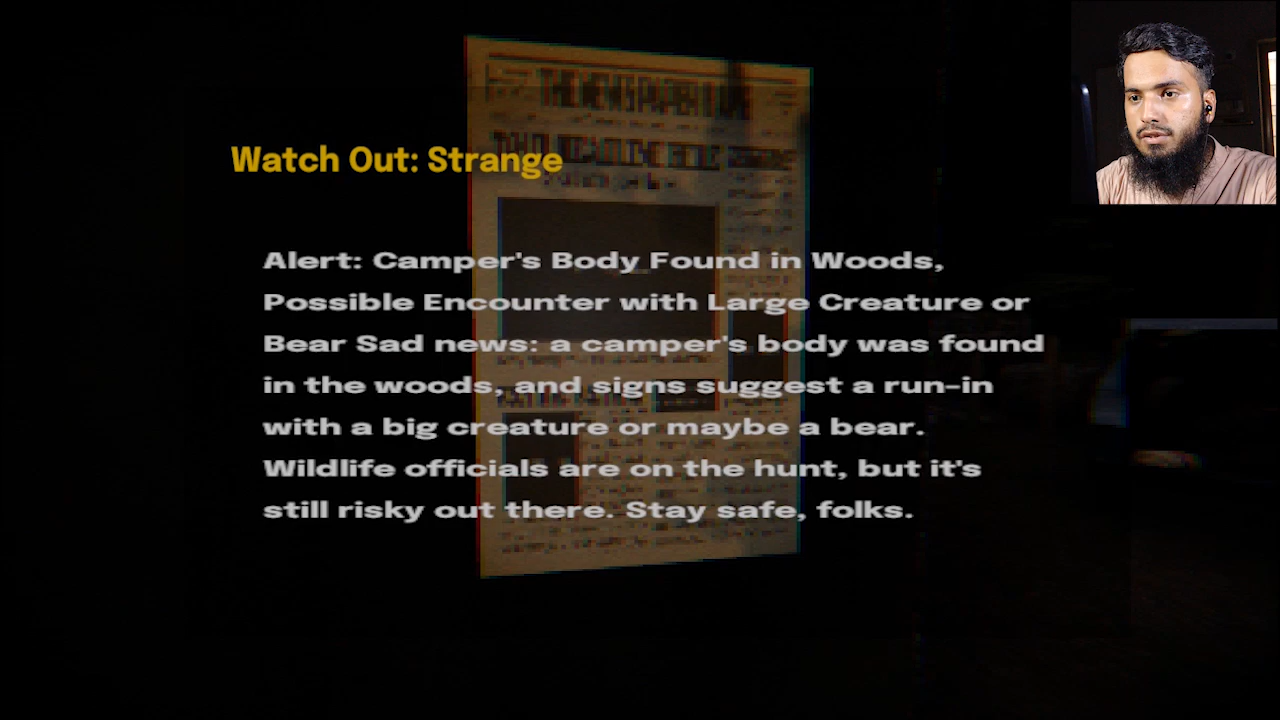 Watch Out: Strange
Alert: Camper's Body Found in Woods,
Possible Encounter with Large Creature or
Bear Sad news: a camper's body was found
in the woods, and signs suggest a run-in
with a big creature or maybe a bear.
Wildlife officials are on the hunt, but it's
still risky out there. Stay safe, folks.